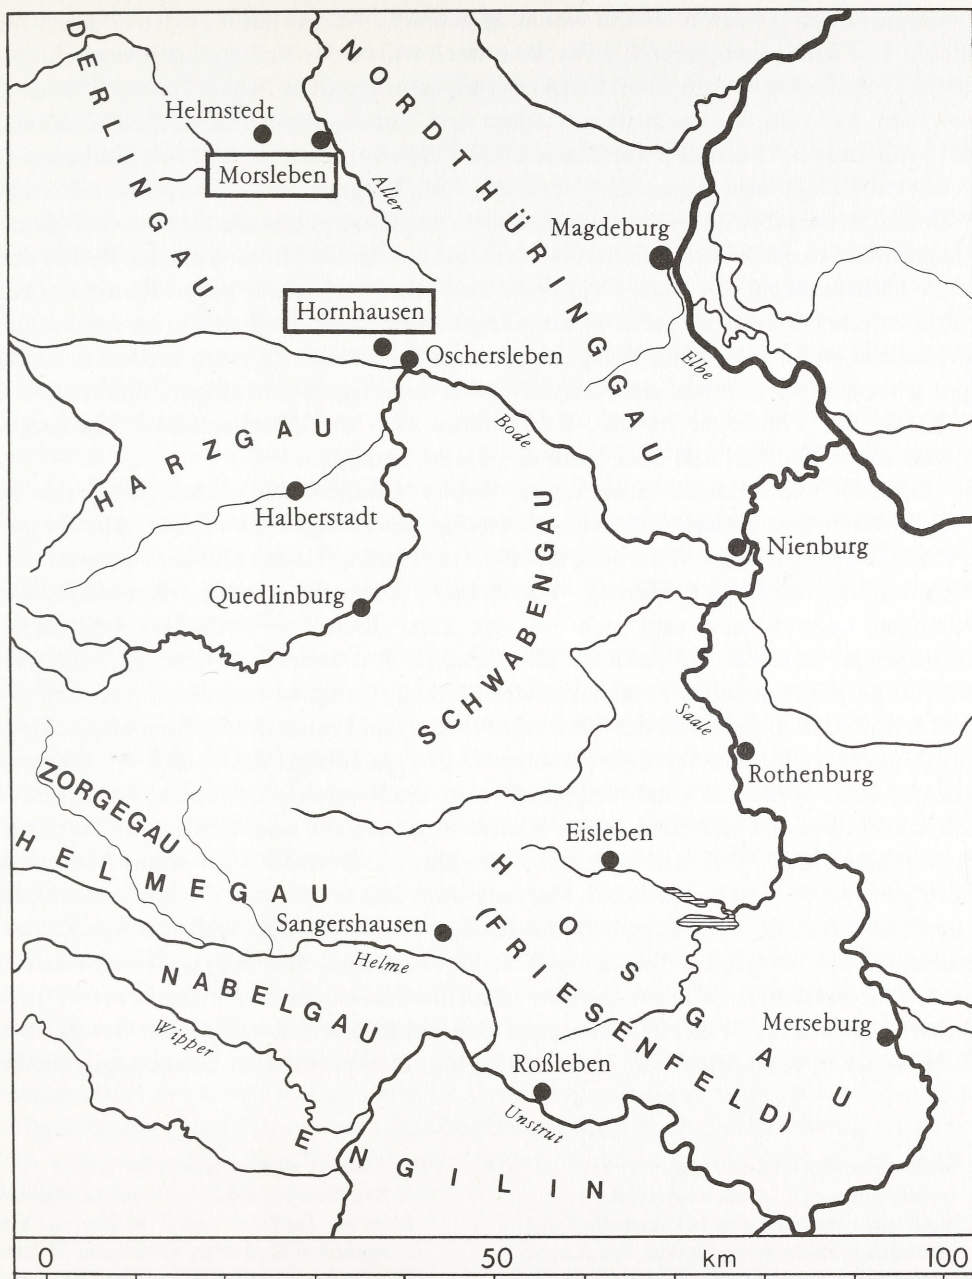 DERLINGAU
NORDTHÜRINGGAU
Helmstedt
Morsleben
Aller
Magdeburg
Hornhausen
Oschersleben
Elbe
Bode
HARZGAU
Halberstadt
SCHWABENGAU
Nienburg
Quedlinburg
Saale
Rothenburg
ZORGEGAU
Eisleben
HELMEGAU
HOSGAU
(FRIESENFELD)
Sangershausen
Helme
NABELGAU
Wipper
Merseburg
Roßleben
Unstrut
ENGILIN
0 50 km 100